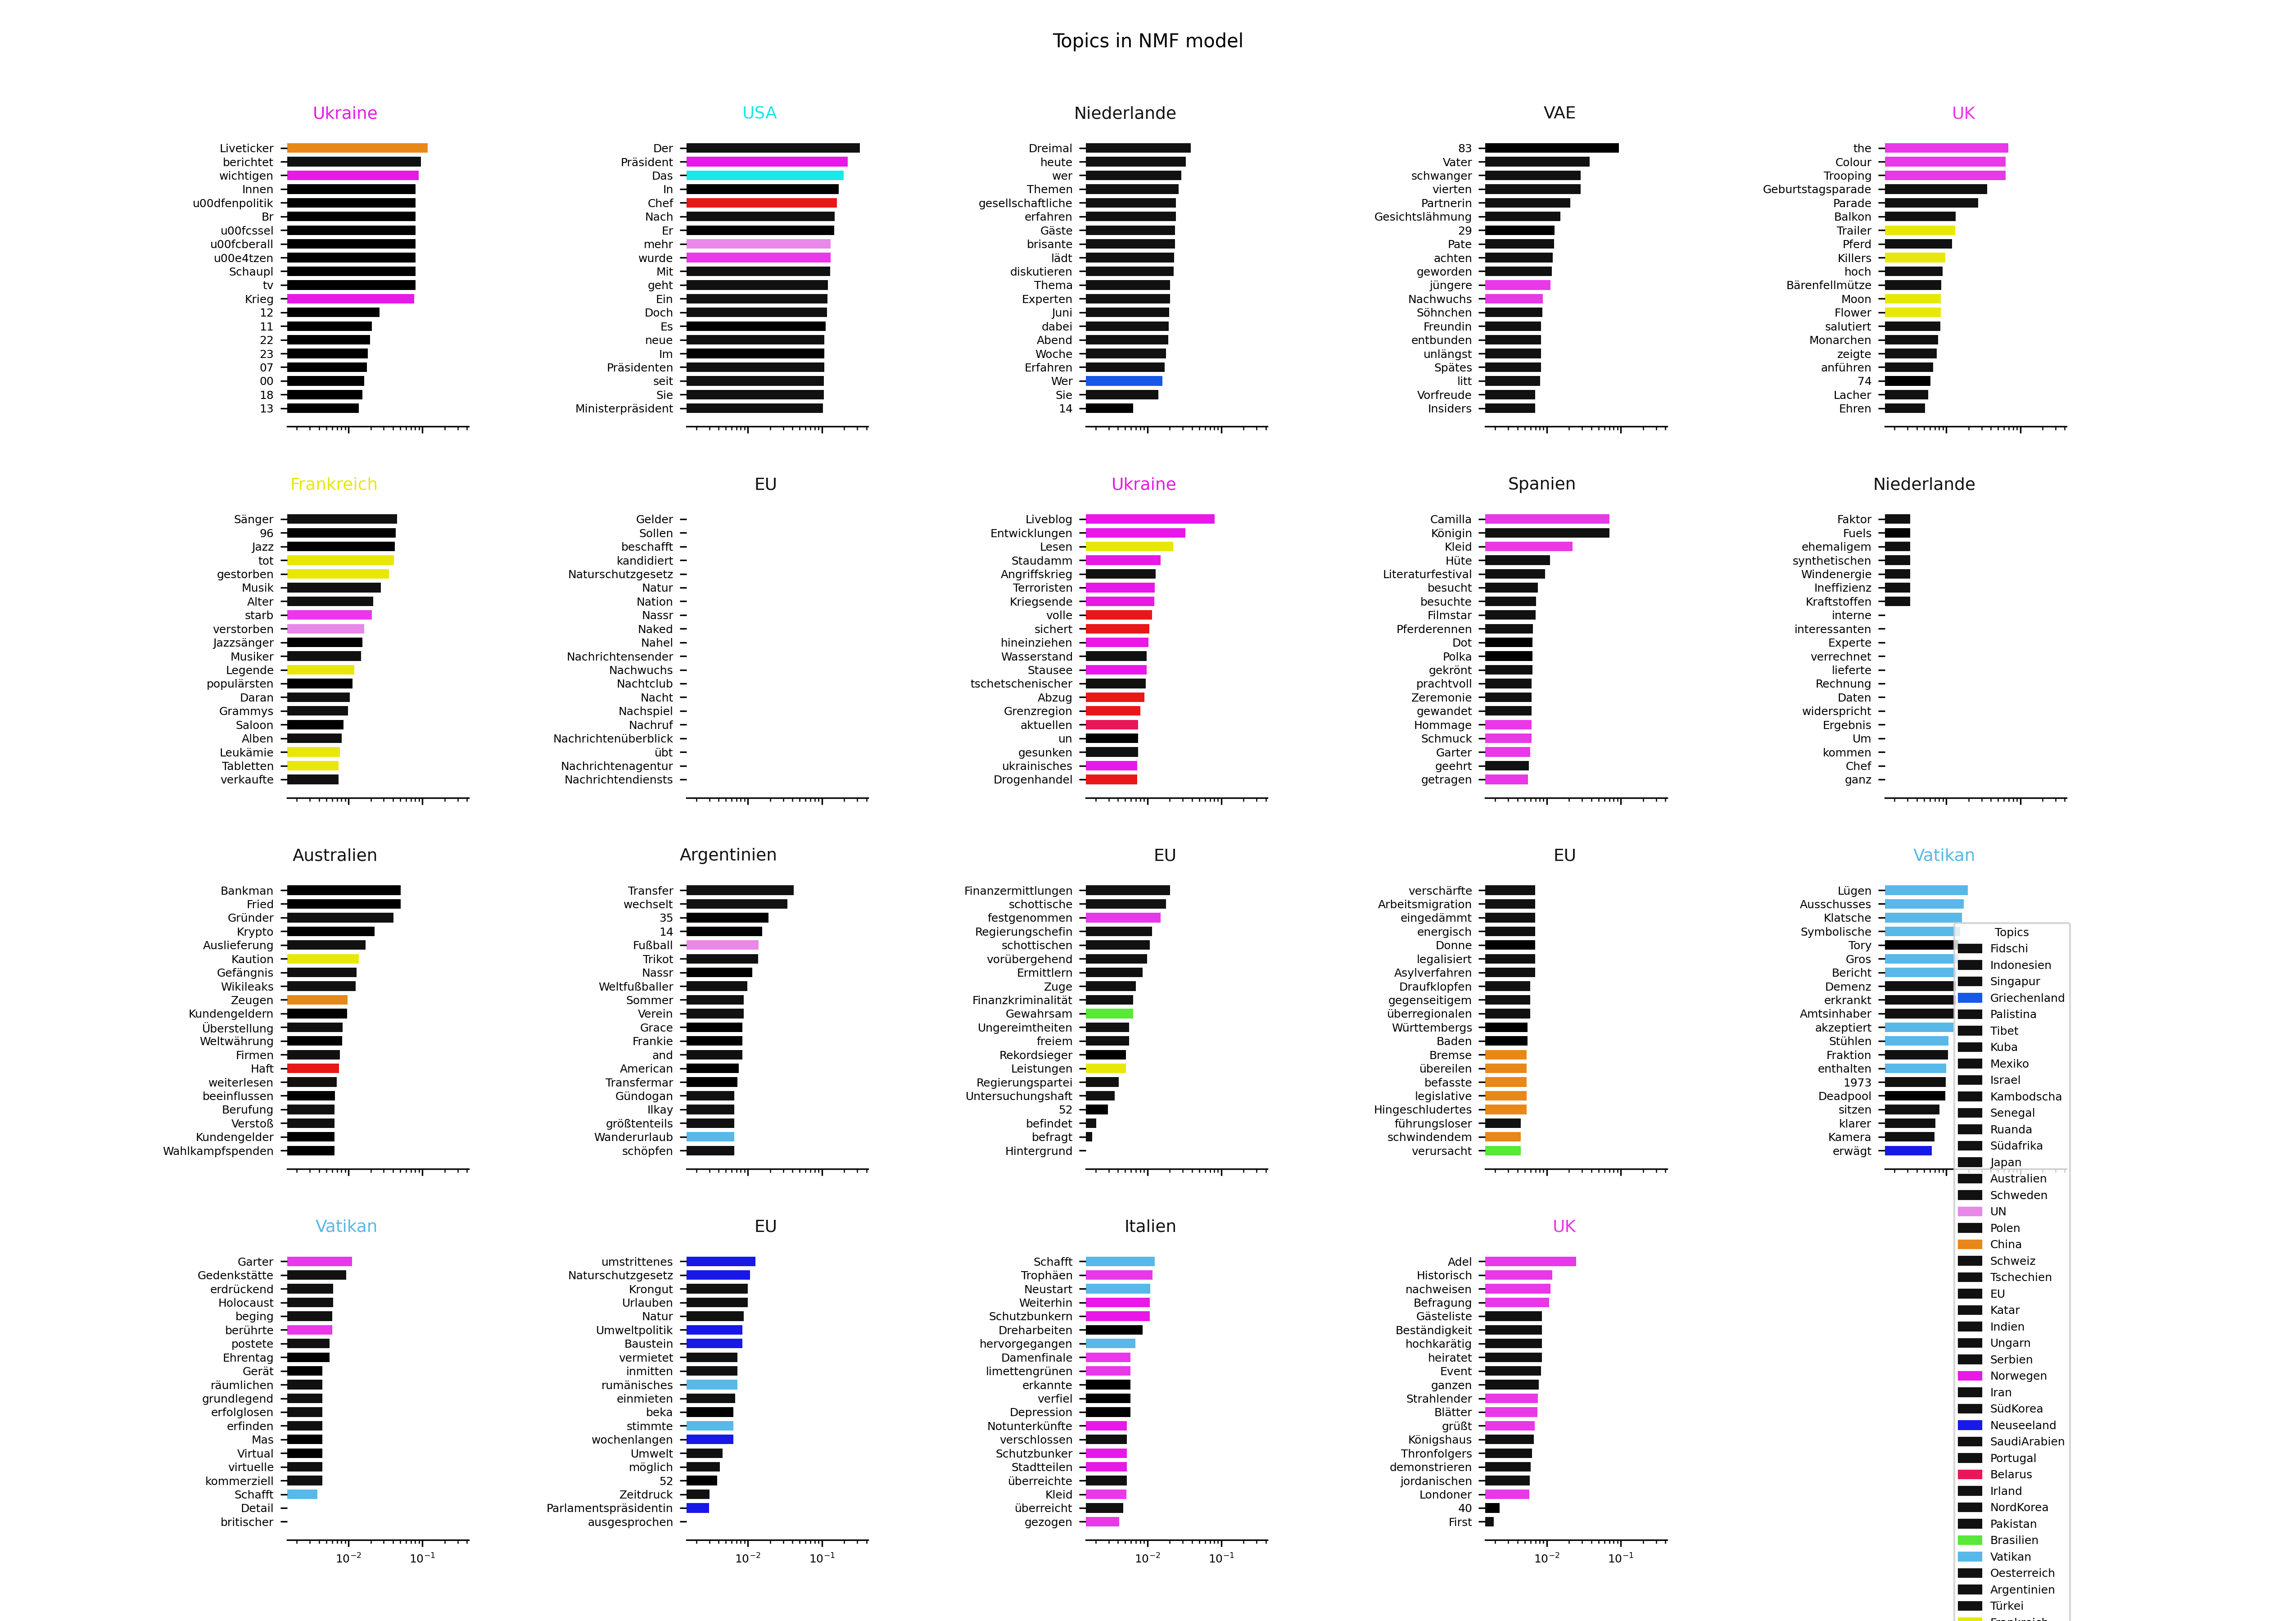 Topics in NMF model
Ukraine
Liveticker
berichtet
wichtigen
Innen
u00dfenpolitik
Br
u00fcssel
u00fcberall
u00e4tzen
Schaupl
tv
Krieg
12
11
22
23
07
00
18
13
USA
Der
Präsident
Das
In
Chef
Nach
Er
mehr
wurde
Mit
geht
Ein
Doch
Es
neue
Im
Präsidenten
seit
Sie
Ministerpräsident
Niederlande
Dreimal
heute
wer
Themen
gesellschaftliche
erfahren
Gäste
brisante
lädt
diskutieren
Thema
Experten
Juni
dabei
Abend
Woche
Erfahren
Wer
Sie
14
VAE
83
Vater
schwanger
vierten
Partnerin
Gesichtslähmung
29
Pate
achten
geworden
jüngere
Nachwuchs
Söhnchen
Freundin
entbunden
unlängst
Spätes
litt
Vorfreude
Insiders
UK
the
Colour
Trooping
Geburtstagsparade
Parade
Balkon
Trailer
Pferd
Killers
hoch
Bärenfellmütze
Moon
Flower
salutiert
Monarchen
zeigte
anführen
74
Lacher
Ehren
Frankreich
Sänger
96
Jazz
tot
gestorben
Musik
Alter
starb
verstorben
Jazzsänger
Musiker
Legende
populärsten
Daran
Grammys
Saloon
Alben
Leukämie
Tabletten
verkaufte
EU
Gelder
Sollen
beschafft
kandidiert
Naturschutzgesetz
Natur
Nation
Nassr
Naked
Nahel
Nachrichtensender
Nachwuchs
Nachtclub
Nacht
Nachspiel
Nachruf
Nachrichtenüberblick
übt
Nachrichtenagentur
Nachrichtendiensts
Ukraine
Liveblog
Entwicklungen
Lesen
Staudamm
Angriffskrieg
Terroristen
Kriegsende
volle
sichert
hineinziehen
Wasserstand
Stausee
tschetschenischer
Abzug
Grenzregion
aktuellen
un
gesunken
ukrainisches
Drogenhandel
Spanien
Camilla
Königin
Kleid
Hüte
Literaturfestival
besucht
besuchte
Filmstar
Pferderennen
Dot
Polka
gekrönt
prachtvoll
Zeremonie
gewandet
Hommage
Schmuck
Garter
geehrt
getragen
Niederlande
Faktor
Fuels
ehemaligem
synthetischen
Windenergie
Ineffizienz
Kraftstoffen
interne
interessanten
Experte
verrechnet
lieferte
Rechnung
Daten
widerspricht
Ergebnis
Um
kommen
Chef
ganz
Australien
Bankman
Fried
Gründer
Krypto
Auslieferung
Kaution
Gefängnis
Wikileaks
Zeugen
Kundengeldern
Überstellung
Weltwährung
Firmen
Haft
weiterlesen
beeinflussen
Berufung
Verstoß
Kundengelder
Wahlkampfspenden
Argentinien
Transfer
wechselt
35
14
Fußball
Trikot
Nassr
Weltfußballer
Sommer
Verein
Grace
Frankie
and
American
Transfermar
Gündogan
Ilkay
größtenteils
Wanderurlaub
schöpfen
EU
Finanzermittlungen
schottische
festgenommen
Regierungschefin
schottischen
vorübergehend
Ermittlern
Zuge
Finanzkriminalität
Gewahrsam
Ungereimtheiten
freiem
Rekordsieger
Leistungen
Regierungspartei
Untersuchungshaft
52
befindet
befragt
Hintergrund
EU
verschärfte
Arbeitsmigration
eingedämmt
energisch
Donne
legalisiert
Asylverfahren
Draufklopfen
gegenseitigem
überregionalen
Württembergs
Baden
Bremse
übereilen
befasste
legislative
Hingeschludertes
führungsloser
schwindendem
verursacht
Vatikan
Lügen
Ausschusses
Klatsche
Symbolische
Tory
Gros
Bericht
Demenz
erkrankt
Amtsinhaber
akzeptiert
Stühlen
Fraktion
enthalten
1973
Deadpool
sitzen
klarer
Kamera
erwägt
Vatikan
Garter
Gedenkstätte
erdrückend
Holocaust
beging
berührte
postete
Ehrentag
Gerät
räumlichen
grundlegend
erfolglosen
erfinden
Mas
Virtual
virtuelle
kommerziell
Schafft
Detail
britischer
10⁻² 10⁻¹
EU
umstrittenes
Naturschutzgesetz
Krongut
Urlauben
Natur
Umweltpolitik
Baustein
vermietet
inmitten
rumänisches
einmieten
beka
stimmte
wochenlangen
Umwelt
möglich
52
Zeitdruck
Parlamentspräsidentin
ausgesprochen
10⁻² 10⁻¹
Italien
Schafft
Trophäen
Neustart
Weiterhin
Schutzbunkern
Dreharbeiten
hervorgegangen
Damenfinale
limettengrünen
erkannte
verfiel
Depression
Notunterkünfte
verschlossen
Schutzbunker
Stadtteilen
überreichte
Kleid
überreicht
gezogen
10⁻² 10⁻¹
UK
Adel
Historisch
nachweisen
Befragung
Gästeliste
Beständigkeit
hochkarätig
heiratet
Event
ganzen
Strahlender
Blätter
grüßt
Königshaus
Thronfolgers
demonstrieren
jordanischen
Londoner
40
First
10⁻² 10⁻¹
Topics
Fidschi
Indonesien
Singapur
Griechenland
Palistina
Tibet
Kuba
Mexiko
Israel
Kambodscha
Senegal
Ruanda
Südafrika
Japan
Australien
Schweden
UN
Polen
China
Schweiz
Tschechien
EU
Katar
Indien
Ungarn
Serbien
Norwegen
Iran
SüdKorea
Neuseeland
SaudiArabien
Portugal
Belarus
Irland
NordKorea
Pakistan
Brasilien
Vatikan
Oesterreich
Argentinien
Türkei